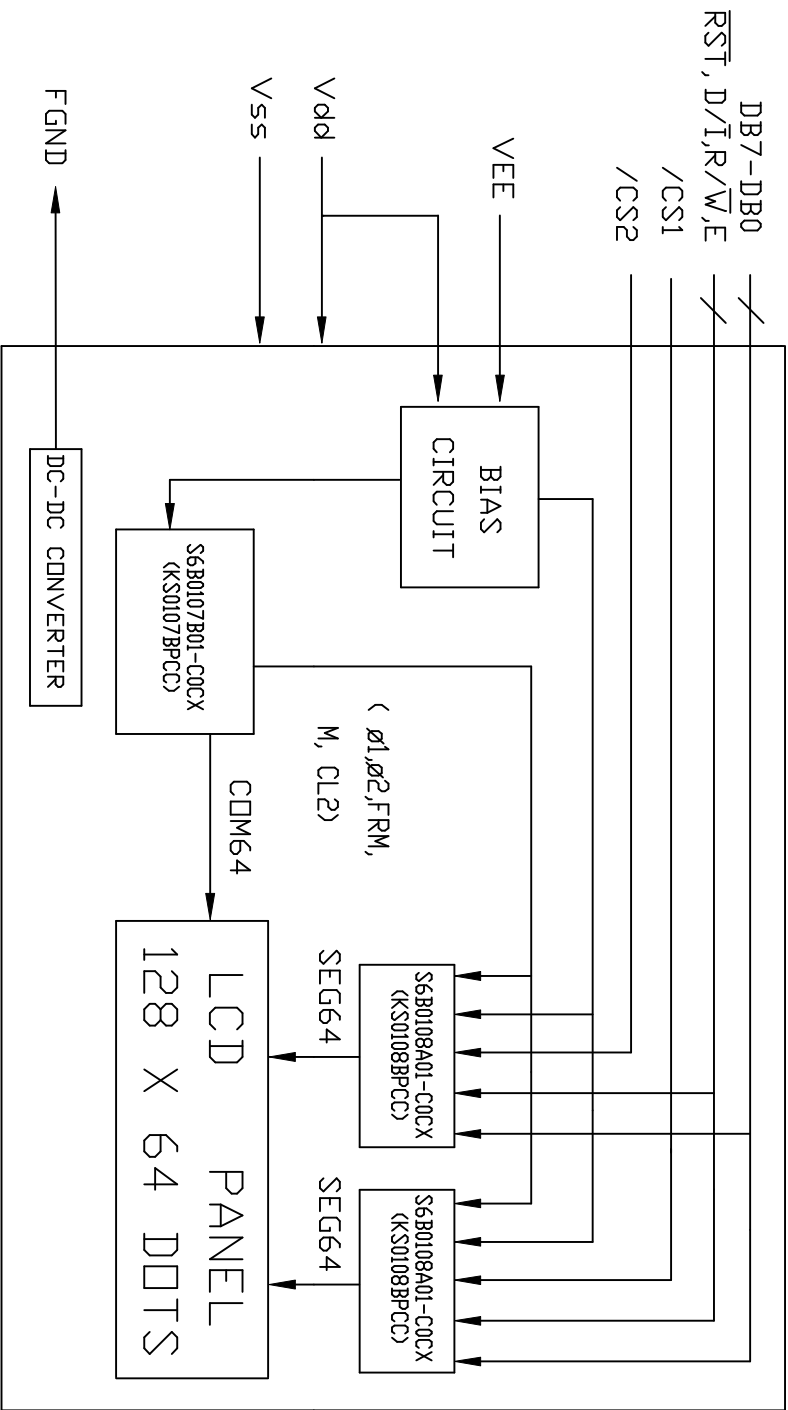 DB7-DB0
RST, D/I,R/W,E
/CS1
/CS2
VEE
Vdd
Vss
FGND
BIAS
CIRCUIT
S6B0108A01-C0CX
(KS0108BPCC)
S6B0108A01-C0CX
(KS0108BPCC)
( ø1,ø2,FRM,
M, CL2)
SEG64
SEG64
S6B0107B01-C0CX
(KS0107BPCC)
COM64
LCD PANEL
128 X 64 DOTS
DC-DC CONVERTER